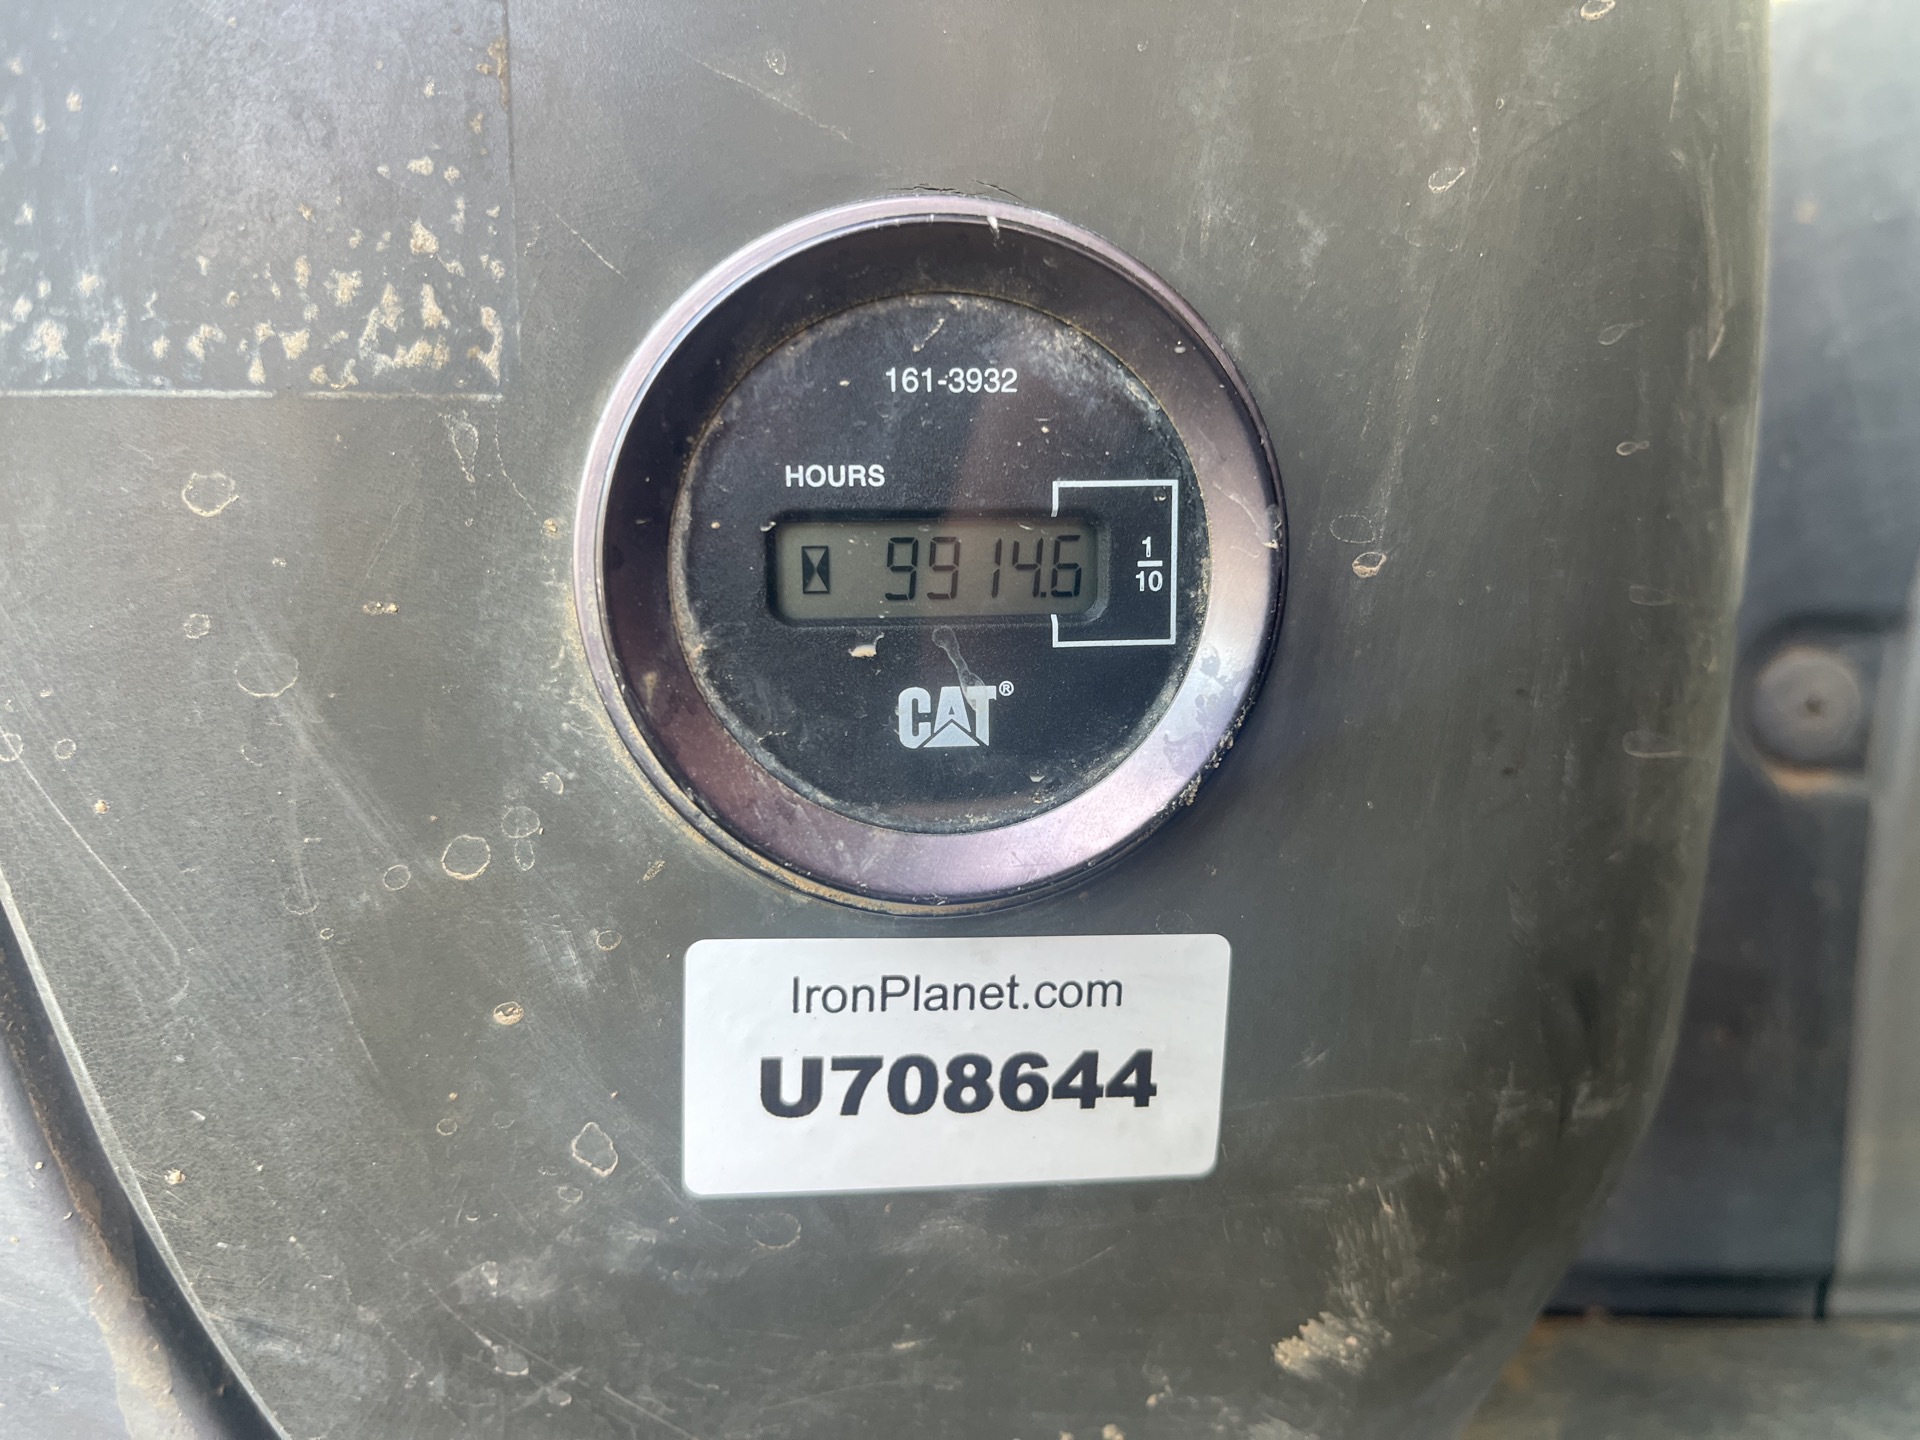 161-3932
HOURS
9914.6
1
10
CAT®
IronPlanet.com
U708644